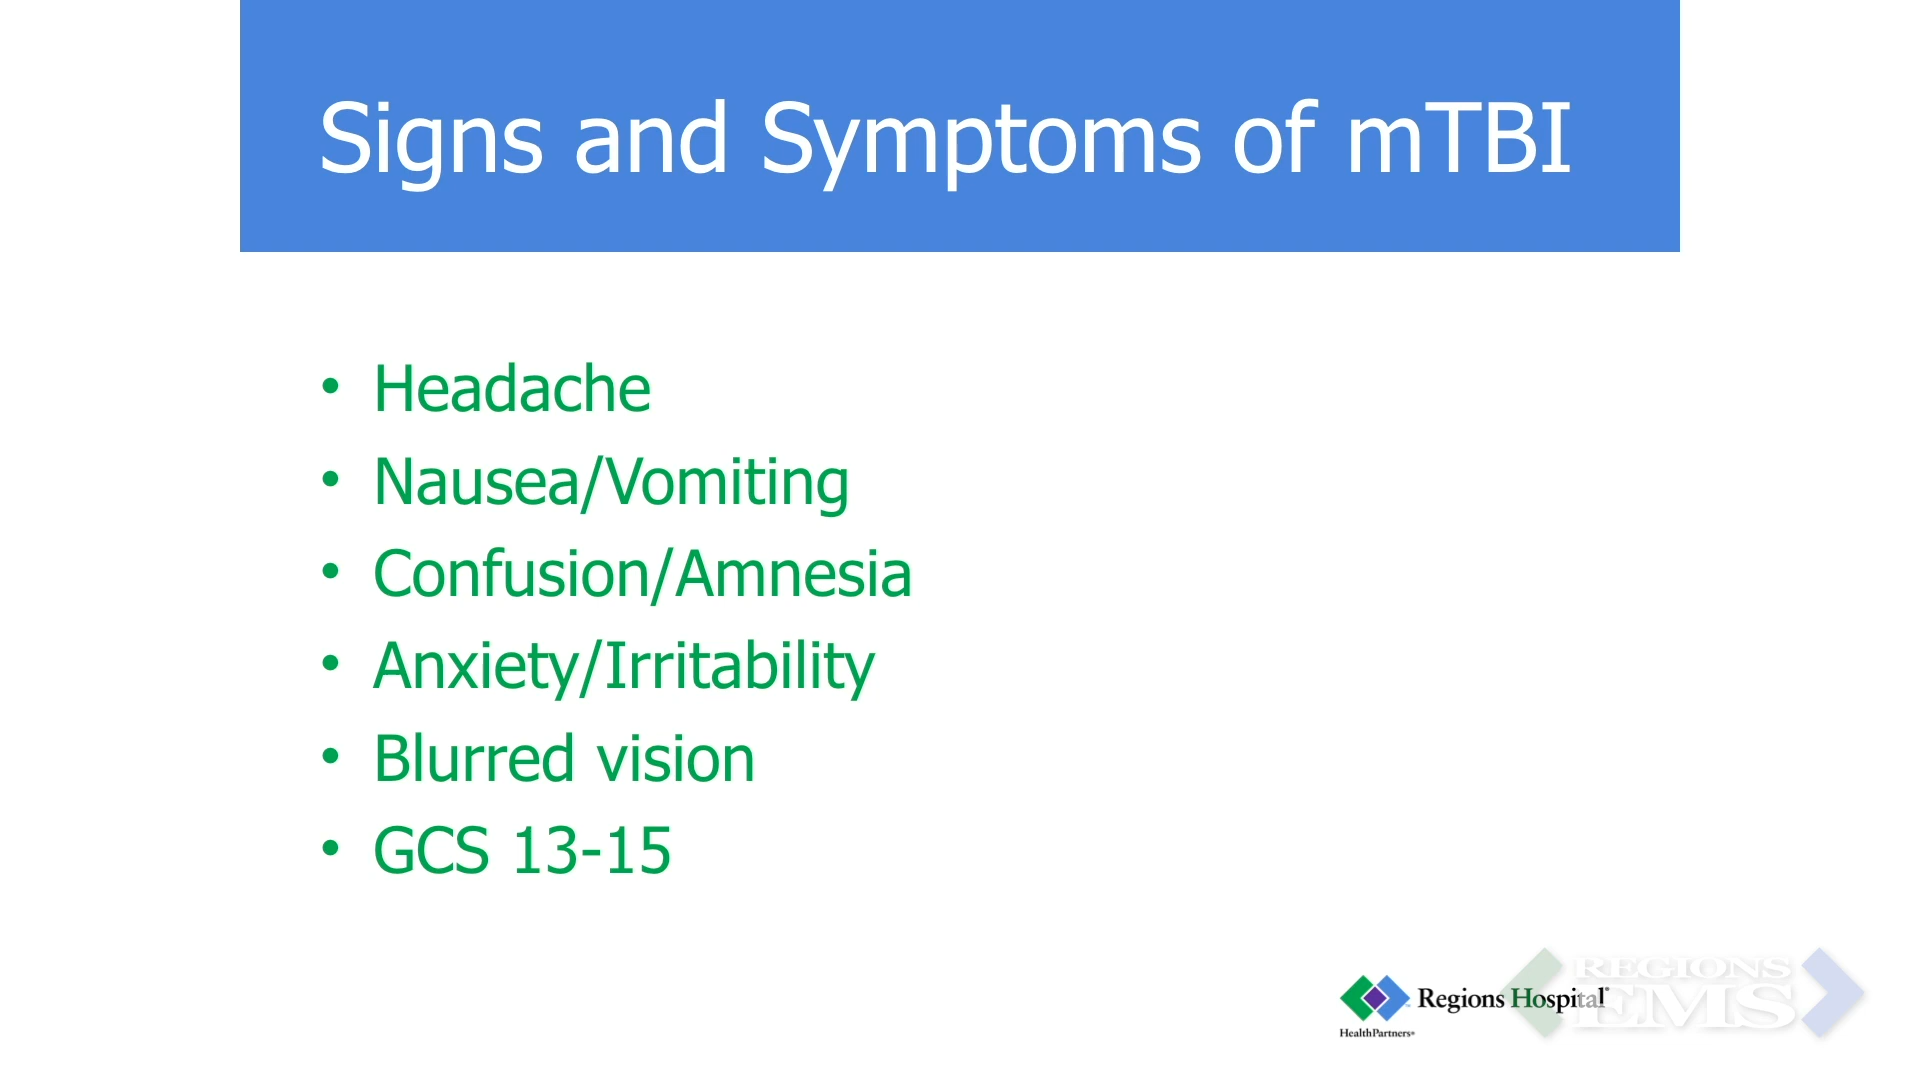 Signs and Symptoms of mTBI
• Headache
• Nausea/Vomiting
• Confusion/Amnesia
• Anxiety/Irritability
• Blurred vision
• GCS 13-15
Regions Hospital®
HealthPartners®
REGIONS
EMS